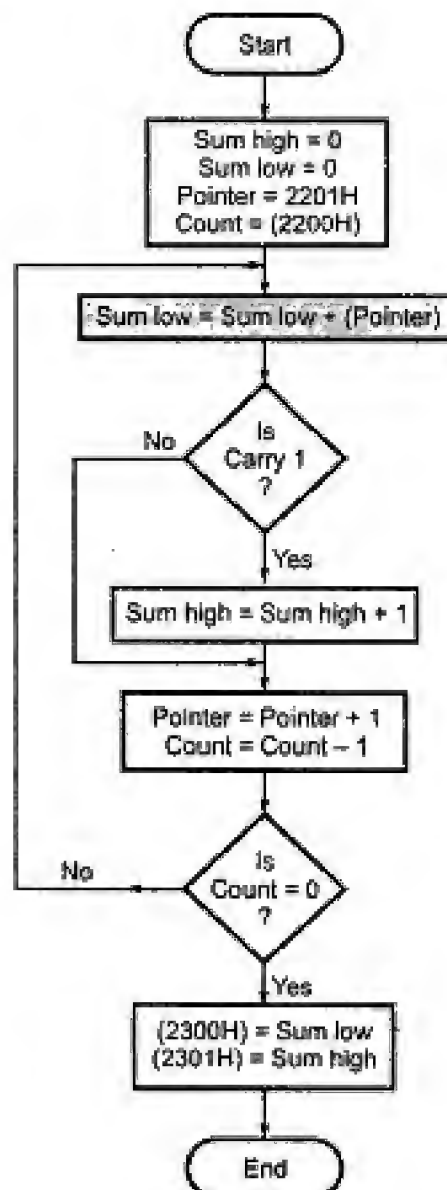 Start
Sum high = 0
Sum low = 0
Pointer = 2201H
Count = (2200H)
Sum low = Sum low + (Pointer)
Is
Carry 1
?
No
Yes
Sum high = Sum high + 1
Pointer = Pointer + 1
Count = Count – 1
Is
Count = 0
?
No
Yes
(2300H) = Sum low
(2301H) = Sum high
End